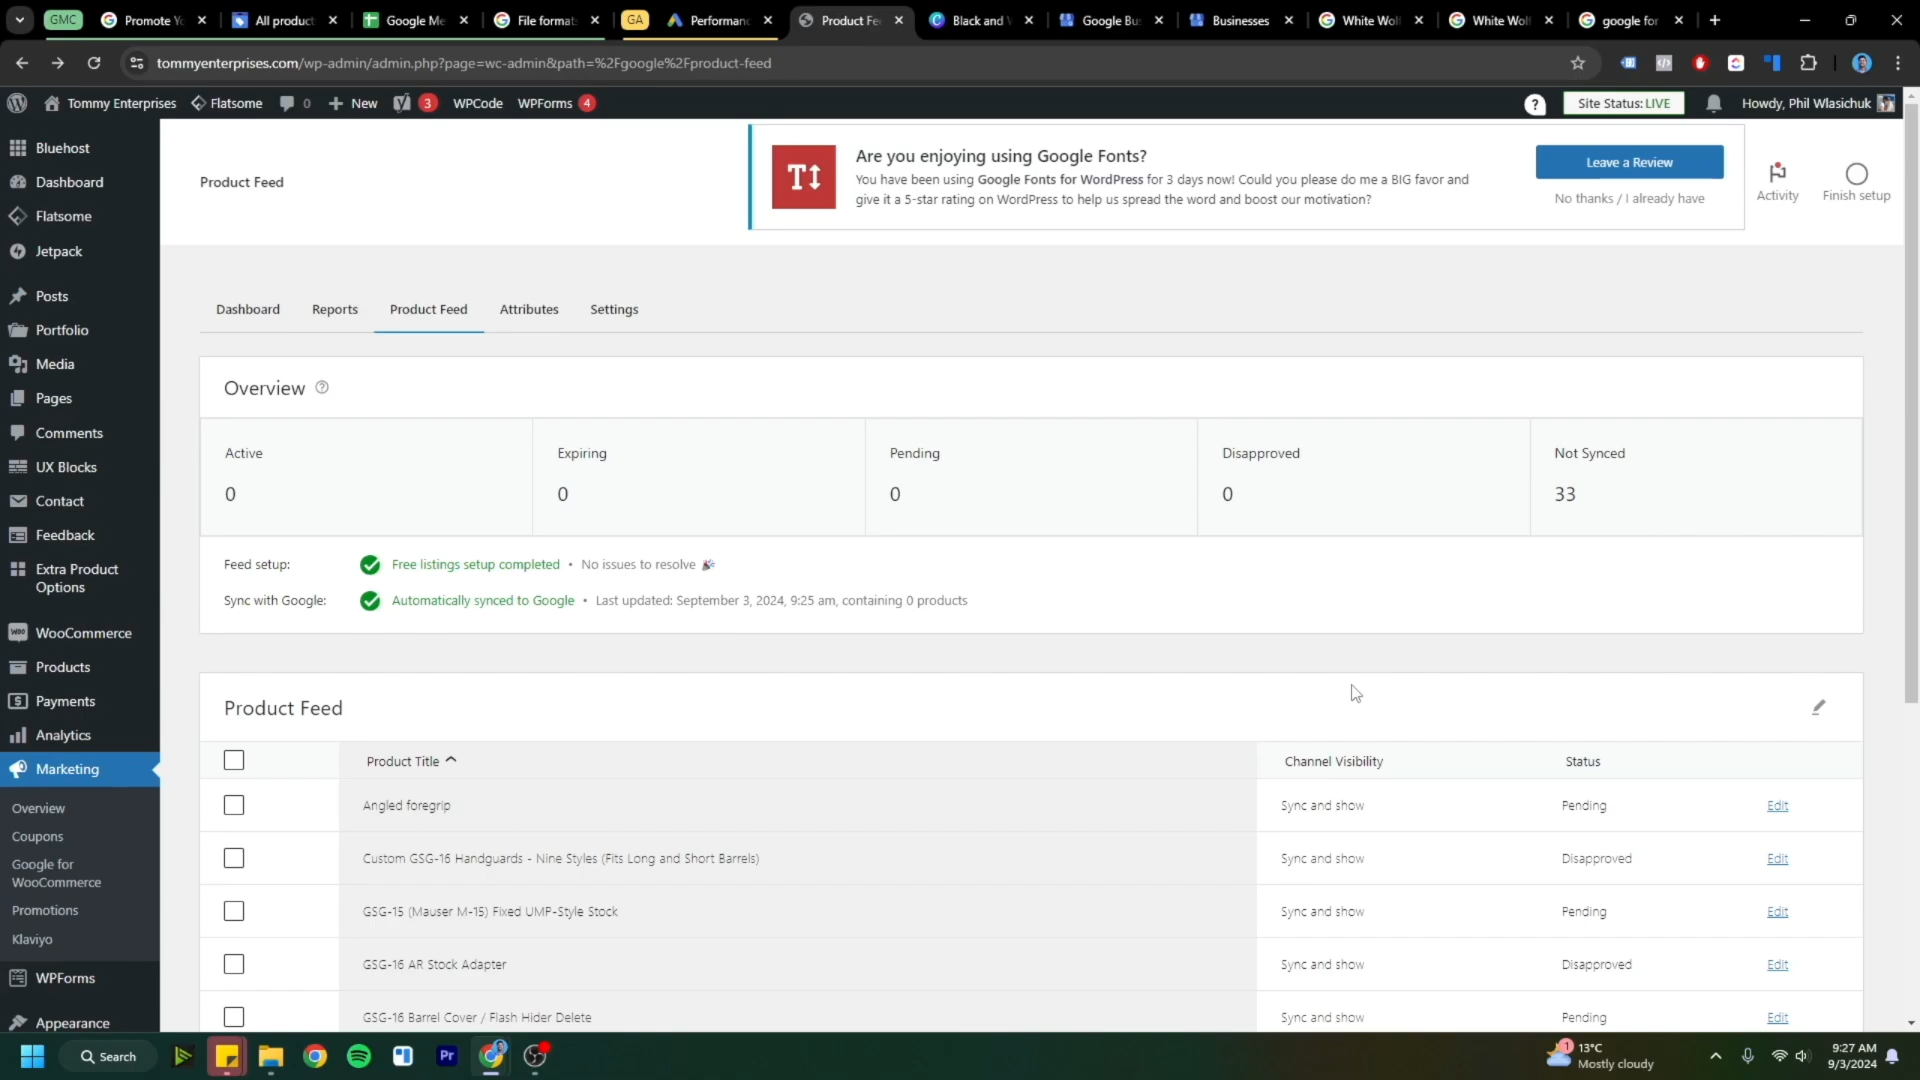 GMC
Promote Yo
All product
Google Me
File format
GA
Performanc
Product Fee
Black and W
Google Bus
Businesses
White Wolf
White Wolf
google for
tommyenterprises.com/wp-admin/admin.php?page=wc-admin&path=%2Fgoogle%2Fproduct-feed
Tommy Enterprises
Flatsome
0
New
3
WPCode
WPForms 4
Site Status: LIVE
Howdy, Phil Wlasichuk
Bluehost
Dashboard
Flatsome
Jetpack
Posts
Portfolio
Media
Pages
Comments
UX Blocks
Contact
Feedback
Extra Product
Options
WooCommerce
Products
Payments
Analytics
Marketing
Overview
Coupons
Google for
WooCommerce
Promotions
Klaviyo
WPForms
Appearance
Product Feed
Are you enjoying using Google Fonts?
You have been using Google Fonts for WordPress for 3 days now! Could you please do me a BIG favor and
give it a 5-star rating on WordPress to help us spread the word and boost our motivation?
Leave a Review
No thanks / I already have
Activity
Finish setup
Dashboard
Reports
Product Feed
Attributes
Settings
Overview
Active
0
Expiring
0
Pending
0
Disapproved
0
Not Synced
33
Feed setup: Free listings setup completed • No issues to resolve 🎉
Sync with Google: Automatically synced to Google • Last updated: September 3, 2024, 9:25 am, containing 0 products
Product Feed
Product Title Channel Visibility Status
Angled foregrip Sync and show Pending Edit
Custom GSG-16 Handguards - Nine Styles (Fits Long and Short Barrels) Sync and show Disapproved Edit
GSG-15 (Mauser M-15) Fixed UMP-Style Stock Sync and show Pending Edit
GSG-16 AR Stock Adapter Sync and show Disapproved Edit
GSG-16 Barrel Cover / Flash Hider Delete Sync and show Pending Edit
Search
Pr
1
13°C
Mostly cloudy
9:27 AM
9/3/2024